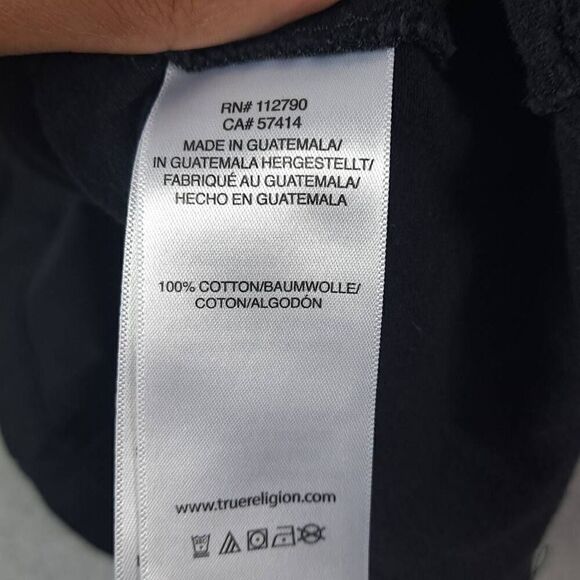 RN# 112790
CA# 57414
MADE IN GUATEMALA/
IN GUATEMALA HERGESTELLT/
FABRIQUÉ AU GUATEMALA/
HECHO EN GUATEMALA
100% COTTON/BAUMWOLLE/
COTON/ALGODÓN
www.truereligion.com